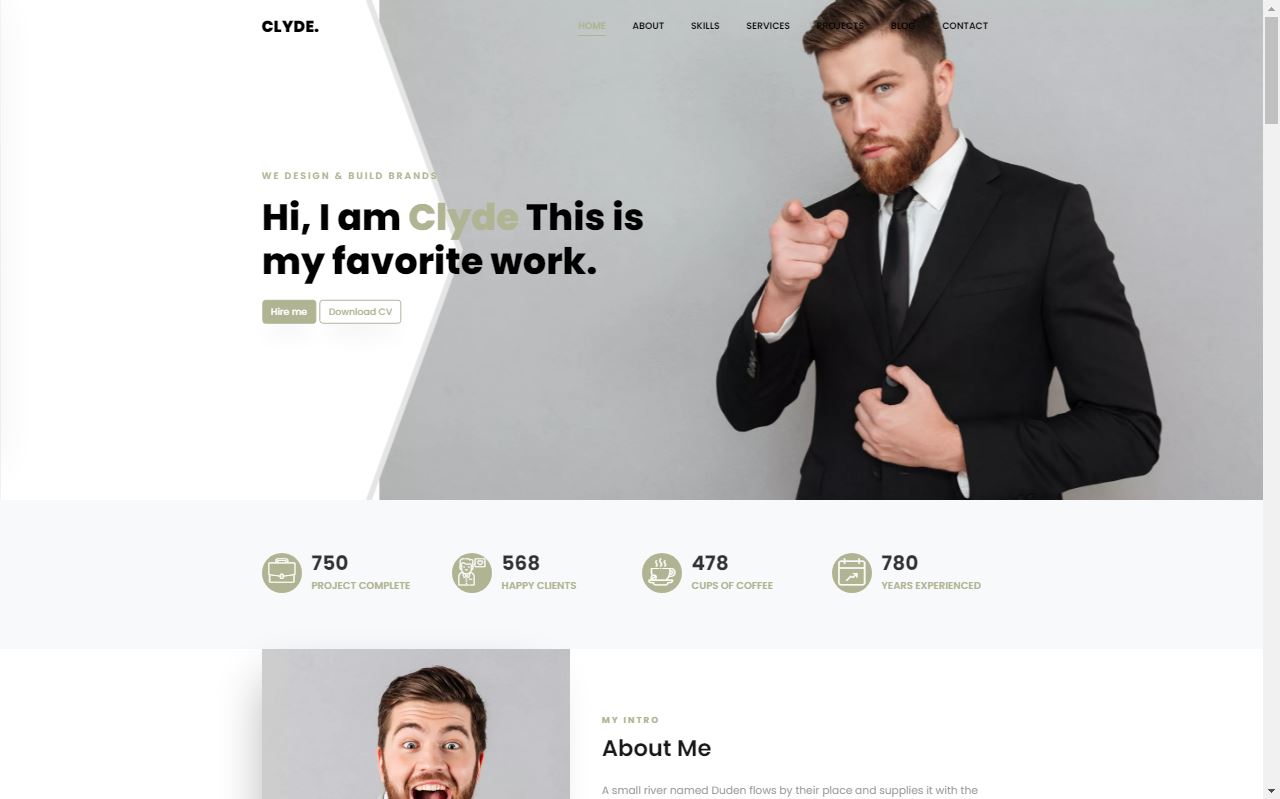 CLYDE.
HOME ABOUT SKILLS SERVICES PROJECTS BLOG CONTACT
WE DESIGN & BUILD BRANDS
Hi, I am Clyde This is
my favorite work.
Hire me Download CV
750
PROJECT COMPLETE
568
HAPPY CLIENTS
478
CUPS OF COFFEE
780
YEARS EXPERIENCED
MY INTRO
About Me
A small river named Duden flows by their place and supplies it with the